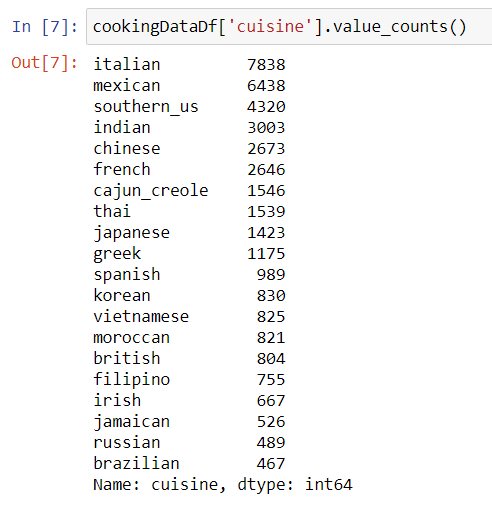 In [7]: cookingDataDf['cuisine'].value_counts()
Out[7]: italian 7838
mexican 6438
southern_us 4320
indian 3003
chinese 2673
french 2646
cajun_creole 1546
thai 1539
japanese 1423
greek 1175
spanish 989
korean 830
vietnamese 825
moroccan 821
british 804
filipino 755
irish 667
jamaican 526
russian 489
brazilian 467
Name: cuisine, dtype: int64